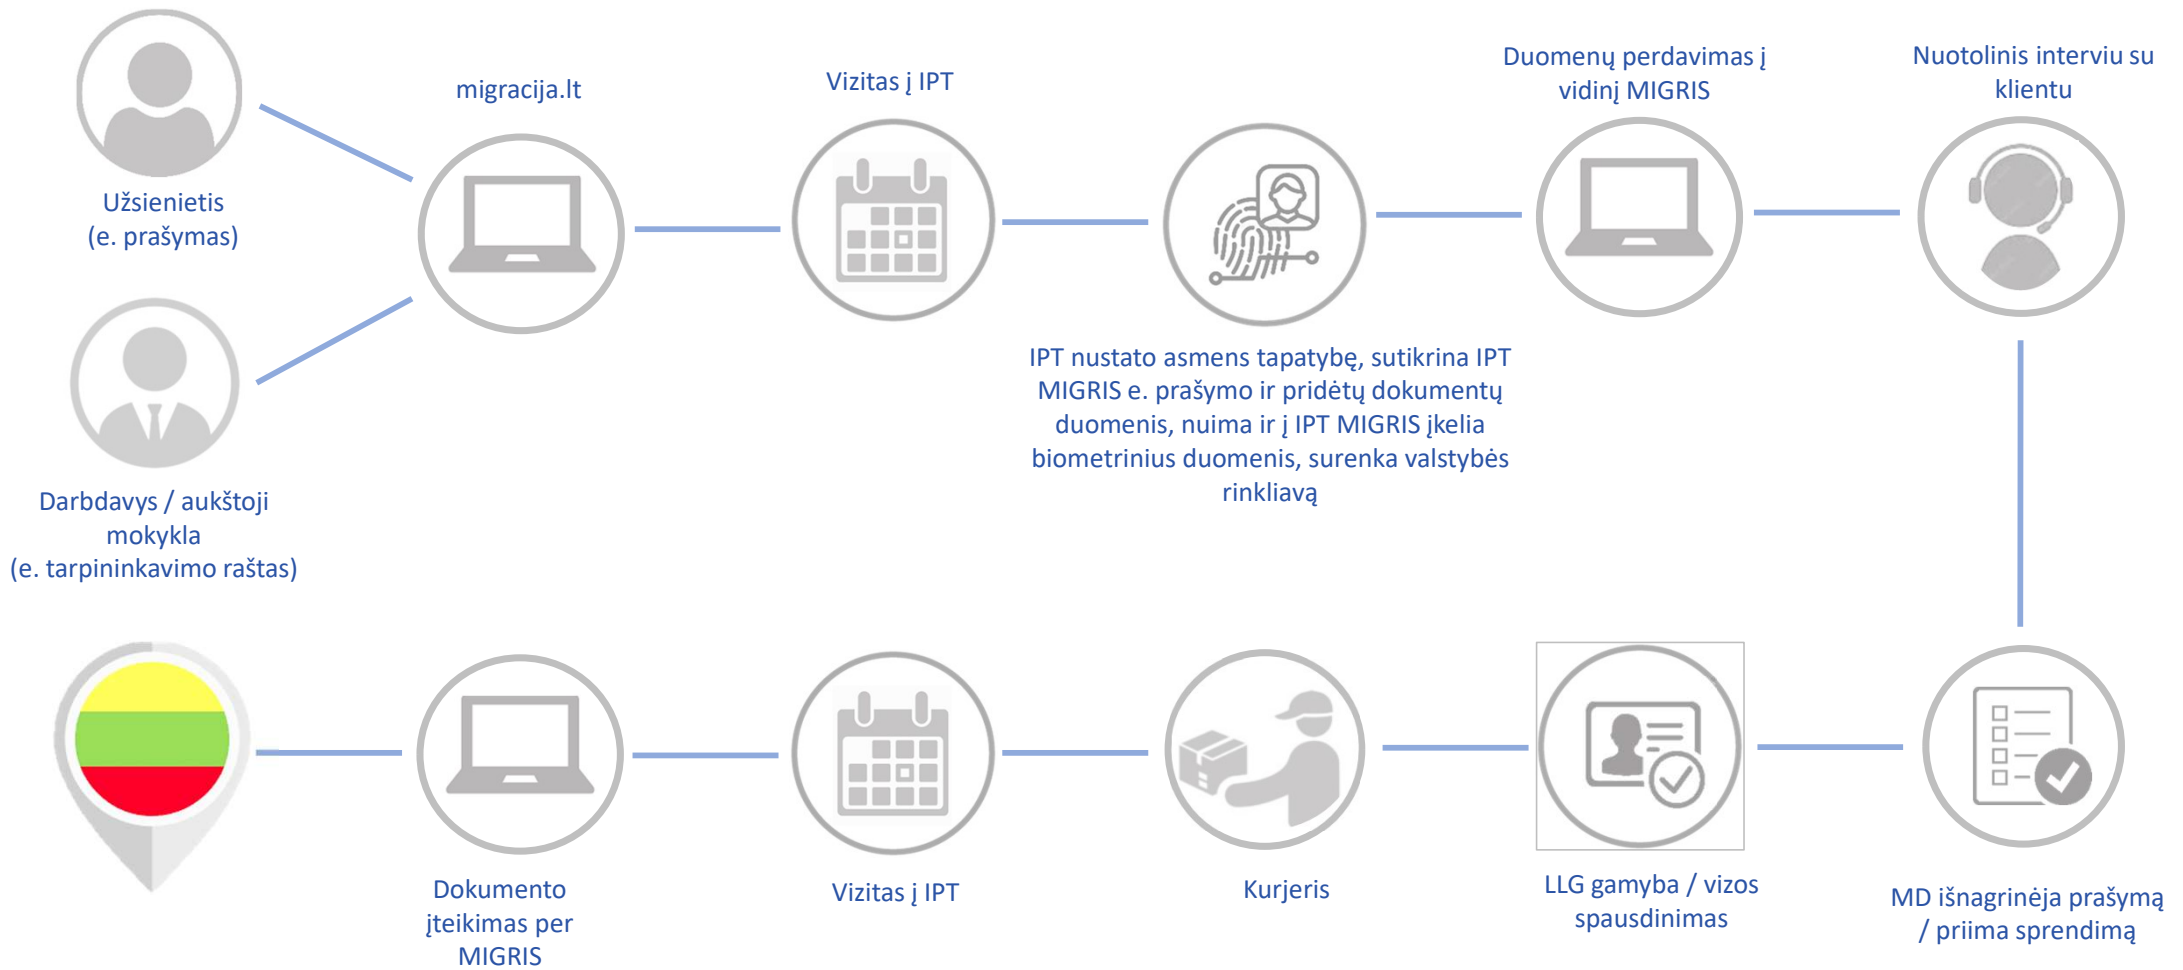 Užsienietis
(e. prašymas)
Darbdavys / aukštoji
mokykla
(e. tarpininkavimo raštas)
migracija.lt
Vizitas į IPT
IPT nustato asmens tapatybę, sutikrina IPT
MIGRIS e. prašymo ir pridėtų dokumentų
duomenis, nuima ir į IPT MIGRIS įkelia
biometrinius duomenis, surenka valstybės
rinkliavą
Duomenų perdavimas į
vidinį MIGRIS
Nuotolinis interviu su
klientu
MD išnagrinėja prašymą
/ priima sprendimą
LLG gamyba / vizos
spausdinimas
Kurjeris
Vizitas į IPT
Dokumento
įteikimas per
MIGRIS